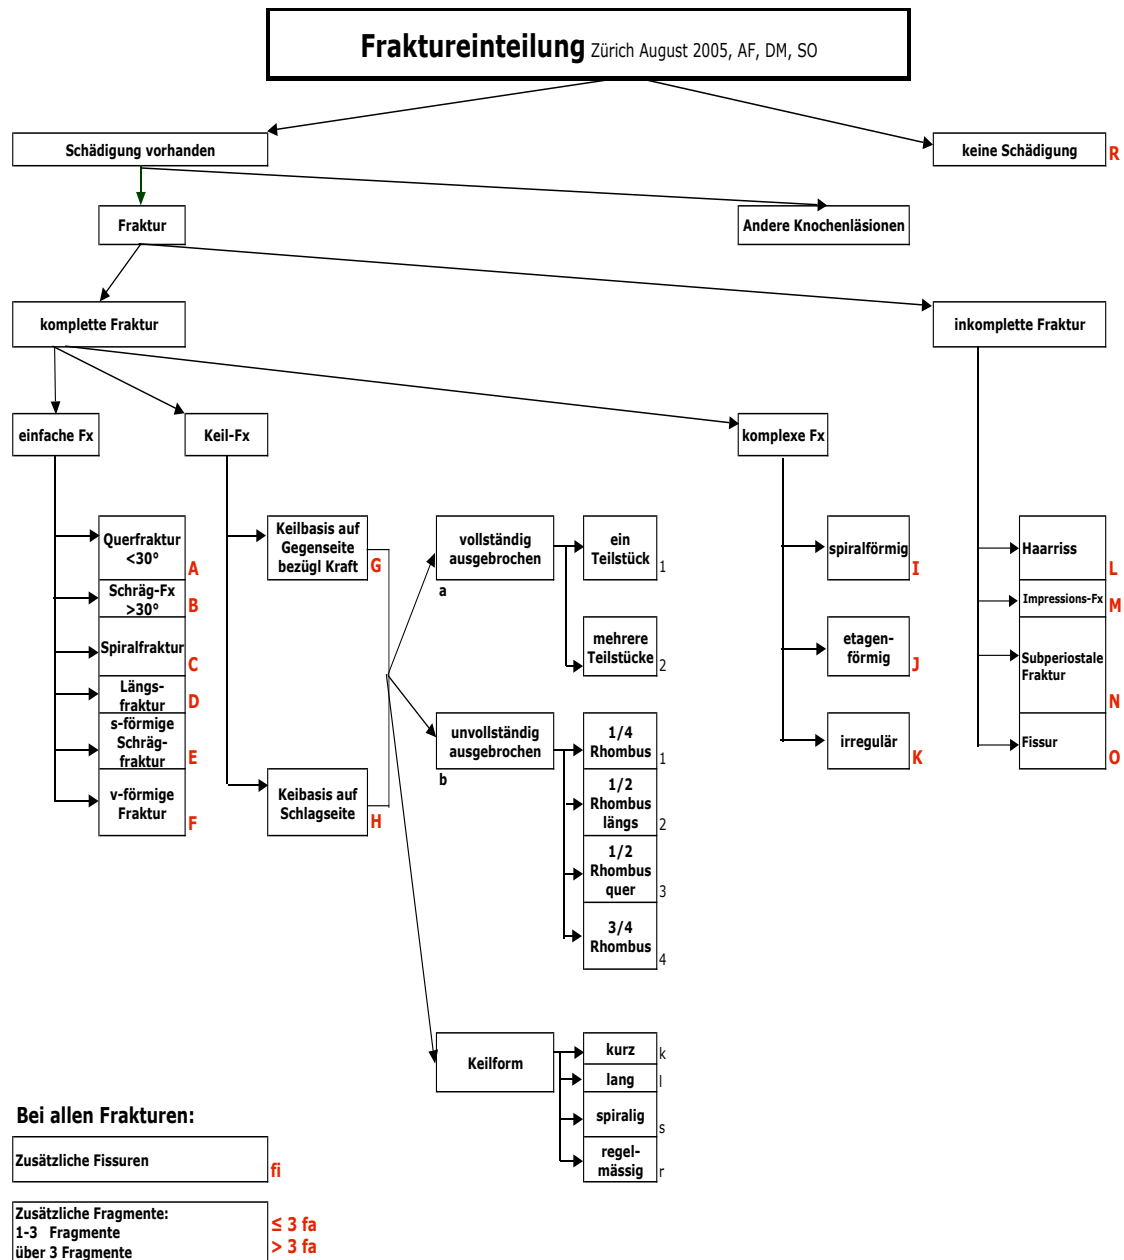 Fraktureinteilung Zürich August 2005, AF, DM, SO
Schädigung vorhanden
keine Schädigung
R
Fraktur
Andere Knochenläsionen
komplette Fraktur
inkomplette Fraktur
einfache Fx
Keil-Fx
komplexe Fx
Querfraktur
<30°
A
Schräg-Fx
>30°
B
Spiralfraktur
C
Längs-
fraktur
D
s-förmige
Schräg-
fraktur
E
v-förmige
Fraktur
F
Keilbasis auf
Gegenseite
bezügl Kraft
G
Keibasis auf
Schlagseite
H
vollständig
ausgebrochen
a
ein
Teilstück
1
mehrere
Teilstücke
2
unvollständig
ausgebrochen
b
1/4
Rhombus
1
1/2
Rhombus
längs
2
1/2
Rhombus
quer
3
3/4
Rhombus
4
Keilform
kurz
k
lang
l
spiralig
s
regel-
mässig
r
spiralförmig
I
etagen-
förmig
J
irregulär
K
Haarriss
L
Impressions-Fx
M
Subperiostale
Fraktur
N
Fissur
O
Bei allen Frakturen:
Zusätzliche Fissuren
fi
Zusätzliche Fragmente:
1-3 Fragmente
≤ 3 fa
über 3 Fragmente
> 3 fa